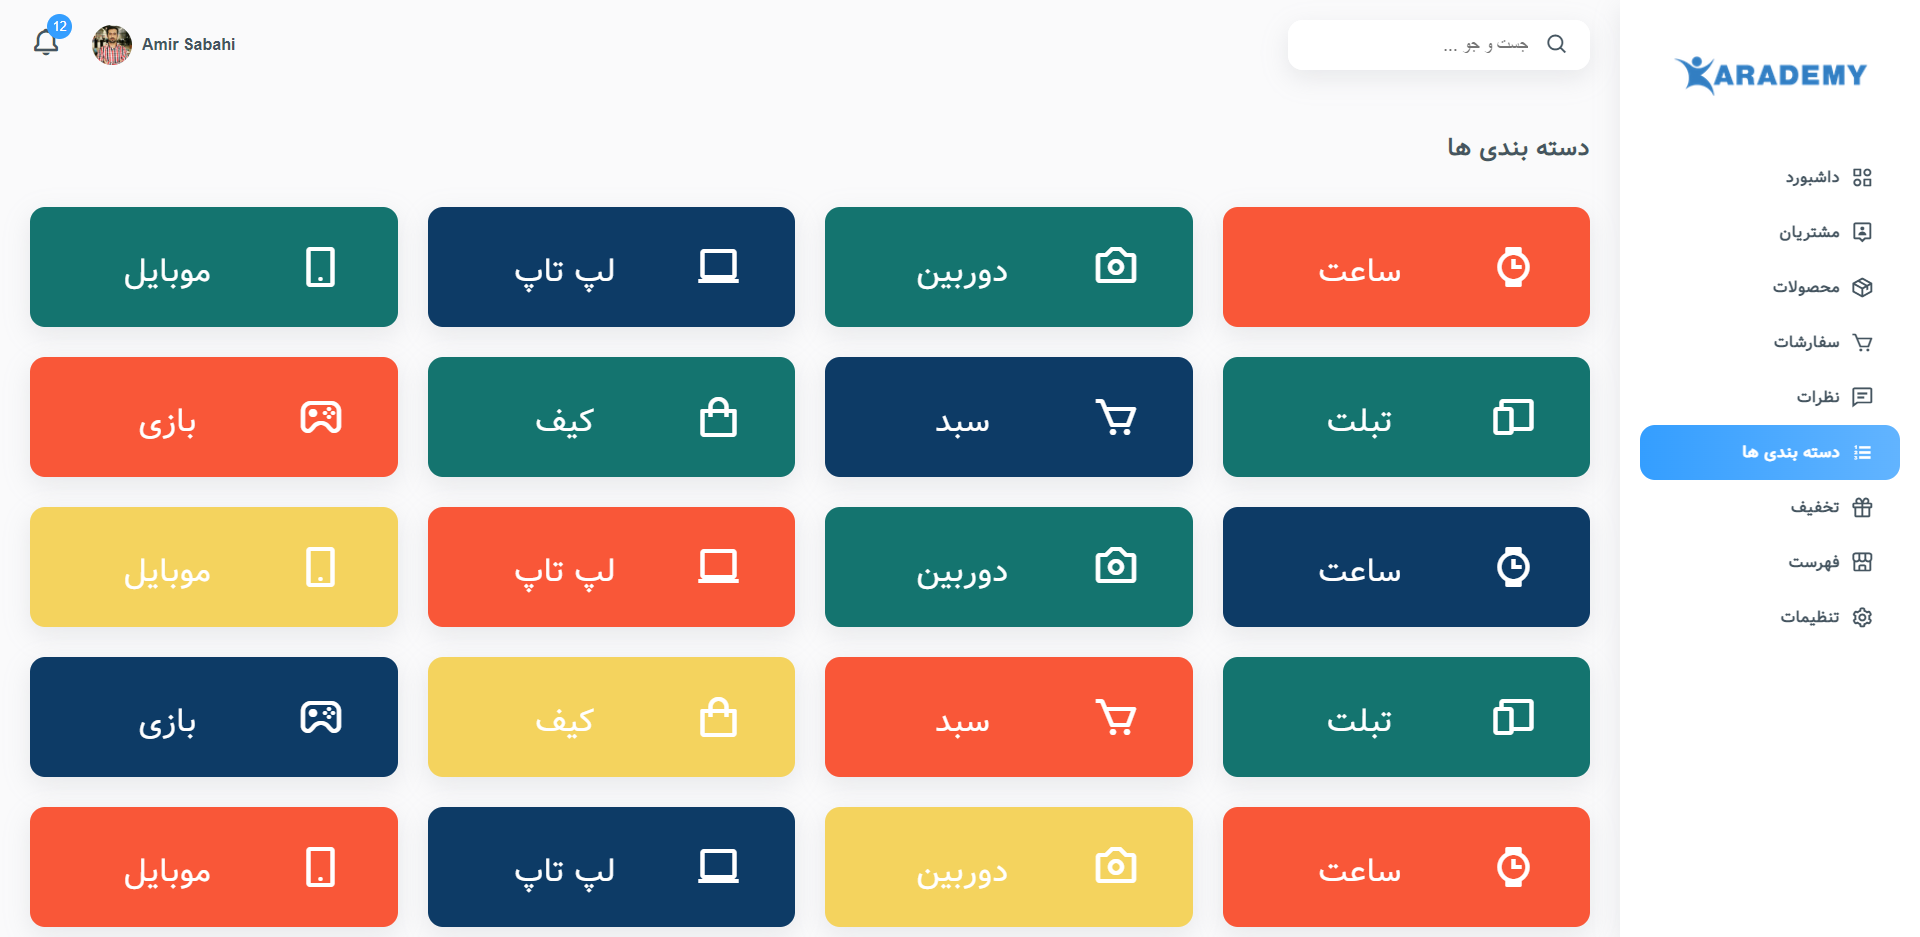 12
Amir Sabahi
جست و جو ...
KARADEMY
داشبورد
مشتریان
محصولات
سفارشات
نظرات
دسته بندی ها
تخفیف
فهرست
تنظیمات
دسته بندی ها
ساعت
دوربین
لپ تاپ
موبایل
تبلت
سبد
کیف
بازی
ساعت
دوربین
لپ تاپ
موبایل
تبلت
سبد
کیف
بازی
ساعت
دوربین
لپ تاپ
موبایل